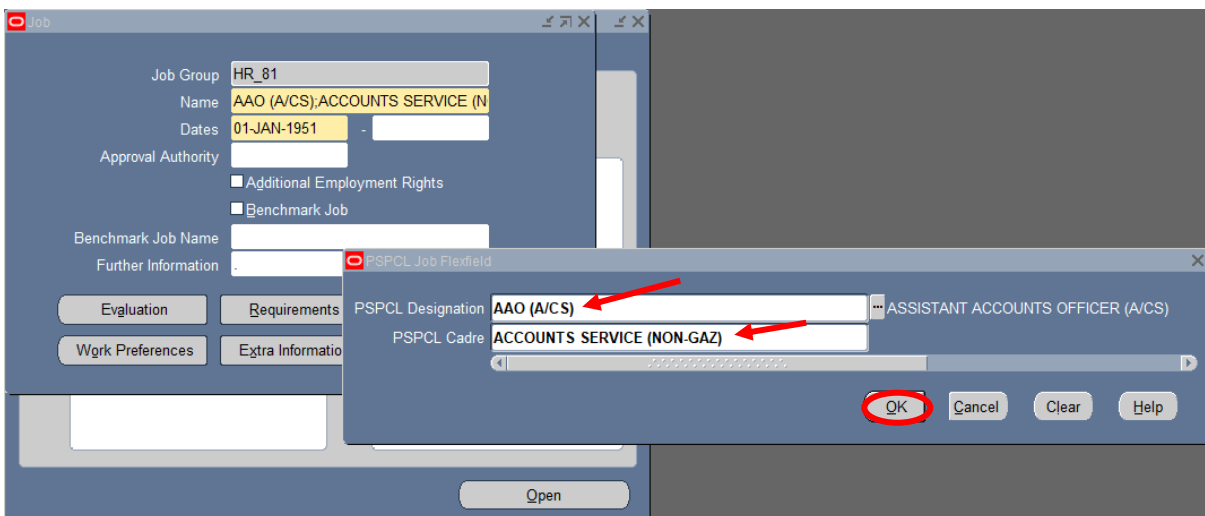 Job
Job Group HR_81
Name AAO (A/CS);ACCOUNTS SERVICE (N
Dates 01-JAN-1951 -
Approval Authority
Additional Employment Rights
Benchmark Job
Benchmark Job Name
Further Information .
Evaluation Requirements
Work Preferences Extra Informatio
PSPCL Job Flexfield
PSPCL Designation AAO (A/CS) ... ASSISTANT ACCOUNTS OFFICER (A/CS)
PSPCL Cadre ACCOUNTS SERVICE (NON-GAZ)
OK Cancel Clear Help
Open